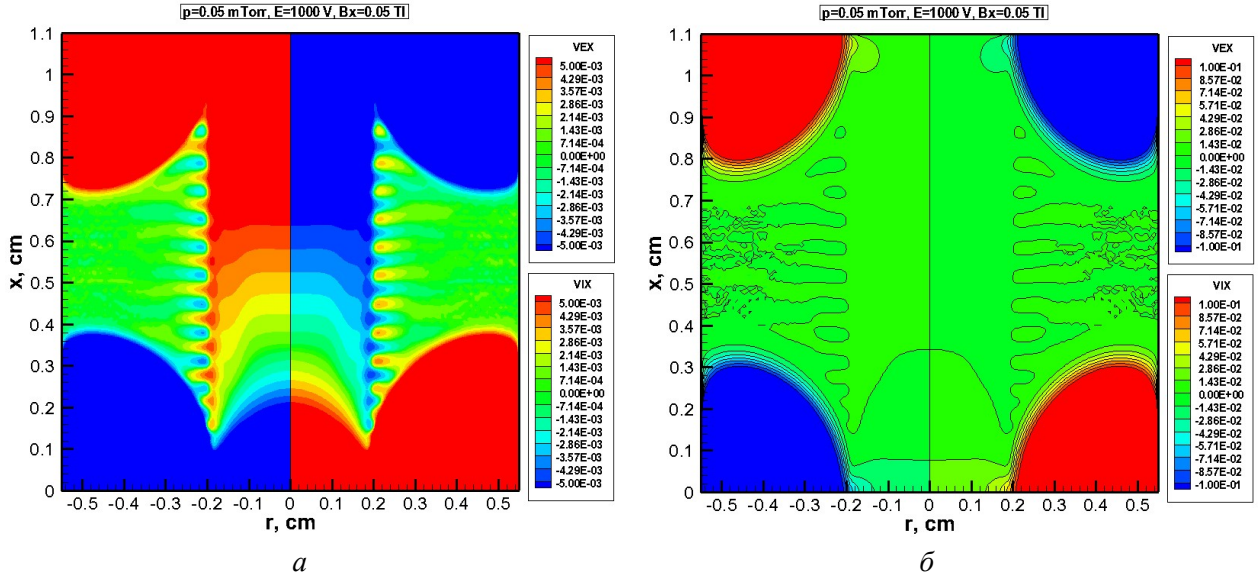 p=0.05 mTorr, E=1000 V, Bx=0.05 Tl
1.1
1
0.9
0.8
0.7
0.6
0.5
0.4
0.3
0.2
0.1
0
x, cm
-0.5 -0.4 -0.3 -0.2 -0.1 0 0.1 0.2 0.3 0.4 0.5
r, cm
VEX
5.00E-03
4.29E-03
3.57E-03
2.86E-03
2.14E-03
1.43E-03
7.14E-04
0.00E+00
-7.14E-04
-1.43E-03
-2.14E-03
-2.86E-03
-3.57E-03
-4.29E-03
-5.00E-03
VIX
5.00E-03
4.29E-03
3.57E-03
2.86E-03
2.14E-03
1.43E-03
7.14E-04
0.00E+00
-7.14E-04
-1.43E-03
-2.14E-03
-2.86E-03
-3.57E-03
-4.29E-03
-5.00E-03
а
p=0.05 mTorr, E=1000 V, Bx=0.05 Tl
1.1
1
0.9
0.8
0.7
0.6
0.5
0.4
0.3
0.2
0.1
0
x, cm
-0.5 -0.4 -0.3 -0.2 -0.1 0 0.1 0.2 0.3 0.4 0.5
r, cm
VEX
1.00E-01
8.57E-02
7.14E-02
5.71E-02
4.29E-02
2.86E-02
1.43E-02
0.00E+00
-1.43E-02
-2.86E-02
-4.29E-02
-5.71E-02
-7.14E-02
-8.57E-02
-1.00E-01
VIX
1.00E-01
8.57E-02
7.14E-02
5.71E-02
4.29E-02
2.86E-02
1.43E-02
0.00E+00
-1.43E-02
-2.86E-02
-4.29E-02
-5.71E-02
-7.14E-02
-8.57E-02
-1.00E-01
б